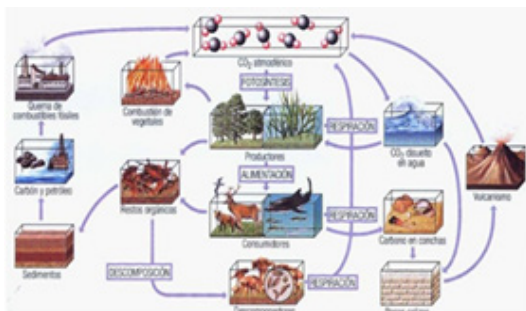 CO₂ atmosférico
FOTOSÍNTESIS
Quema de
combustibles fósiles
Combustión de
vegetales
RESPIRACIÓN
Productores
CO₂ disuelto
en agua
Vulcanismo
ALIMENTACIÓN
Carbón y petróleo
Restos orgánicos
RESPIRACIÓN
Consumidores
Carbono en conchas
Sedimentos
DESCOMPOSICIÓN
RESPIRACIÓN